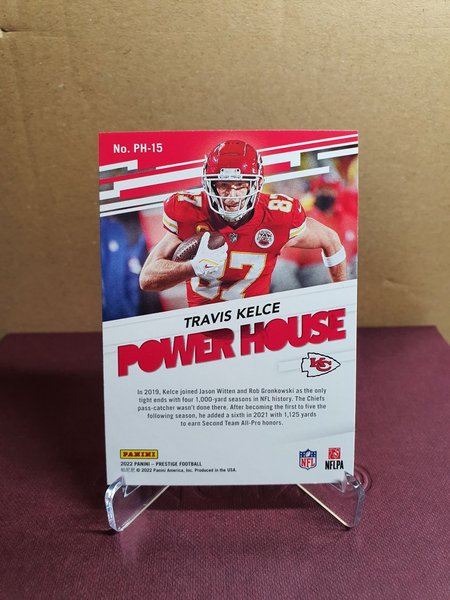 No. PH-15
87
87
TRAVIS KELCE
POWER HOUSE
KC
In 2019, Kelce joined Jason Witten and Rob Gronkowski as the only
tight ends with four 1,000-yard seasons in NFL history. The Chiefs
pass-catcher wasn't done there. After becoming the first to five the
following season, he added a sixth in 2021 with 1,125 yards
to earn Second Team All-Pro honors.
PANINI
2022 PANINI – PRESTIGE FOOTBALL
© 2022 Panini America, Inc. Produced in the USA.
NFL
NFLPA